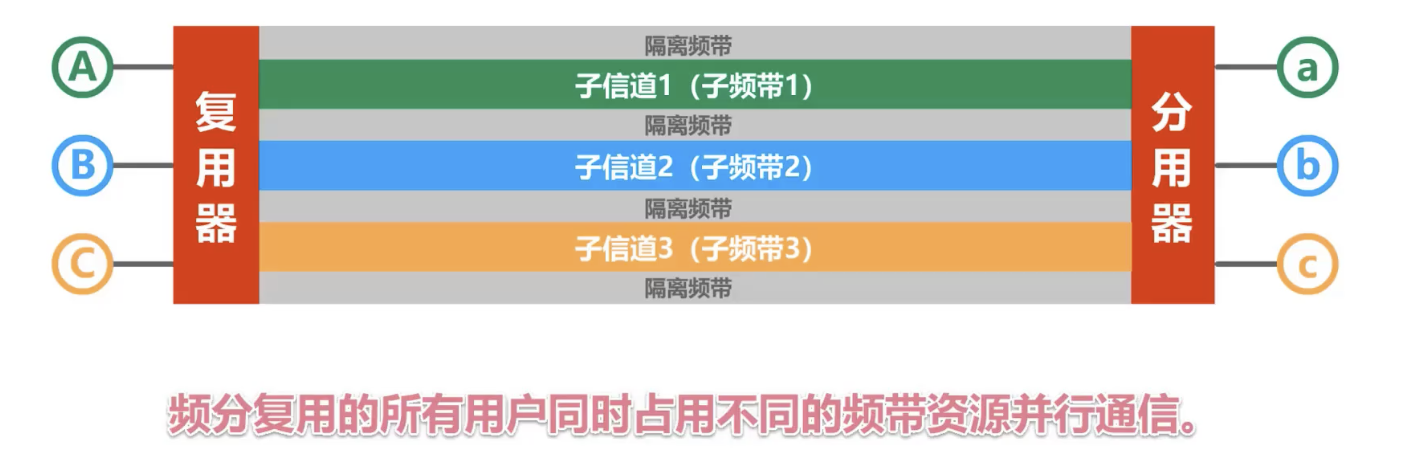 隔离频带
A
子信道1（子频带1）
a
隔离频带
B
复用器
子信道2（子频带2）
分用器
b
隔离频带
C
子信道3（子频带3）
c
隔离频带
频分复用的所有用户同时占用不同的频带资源并行通信。